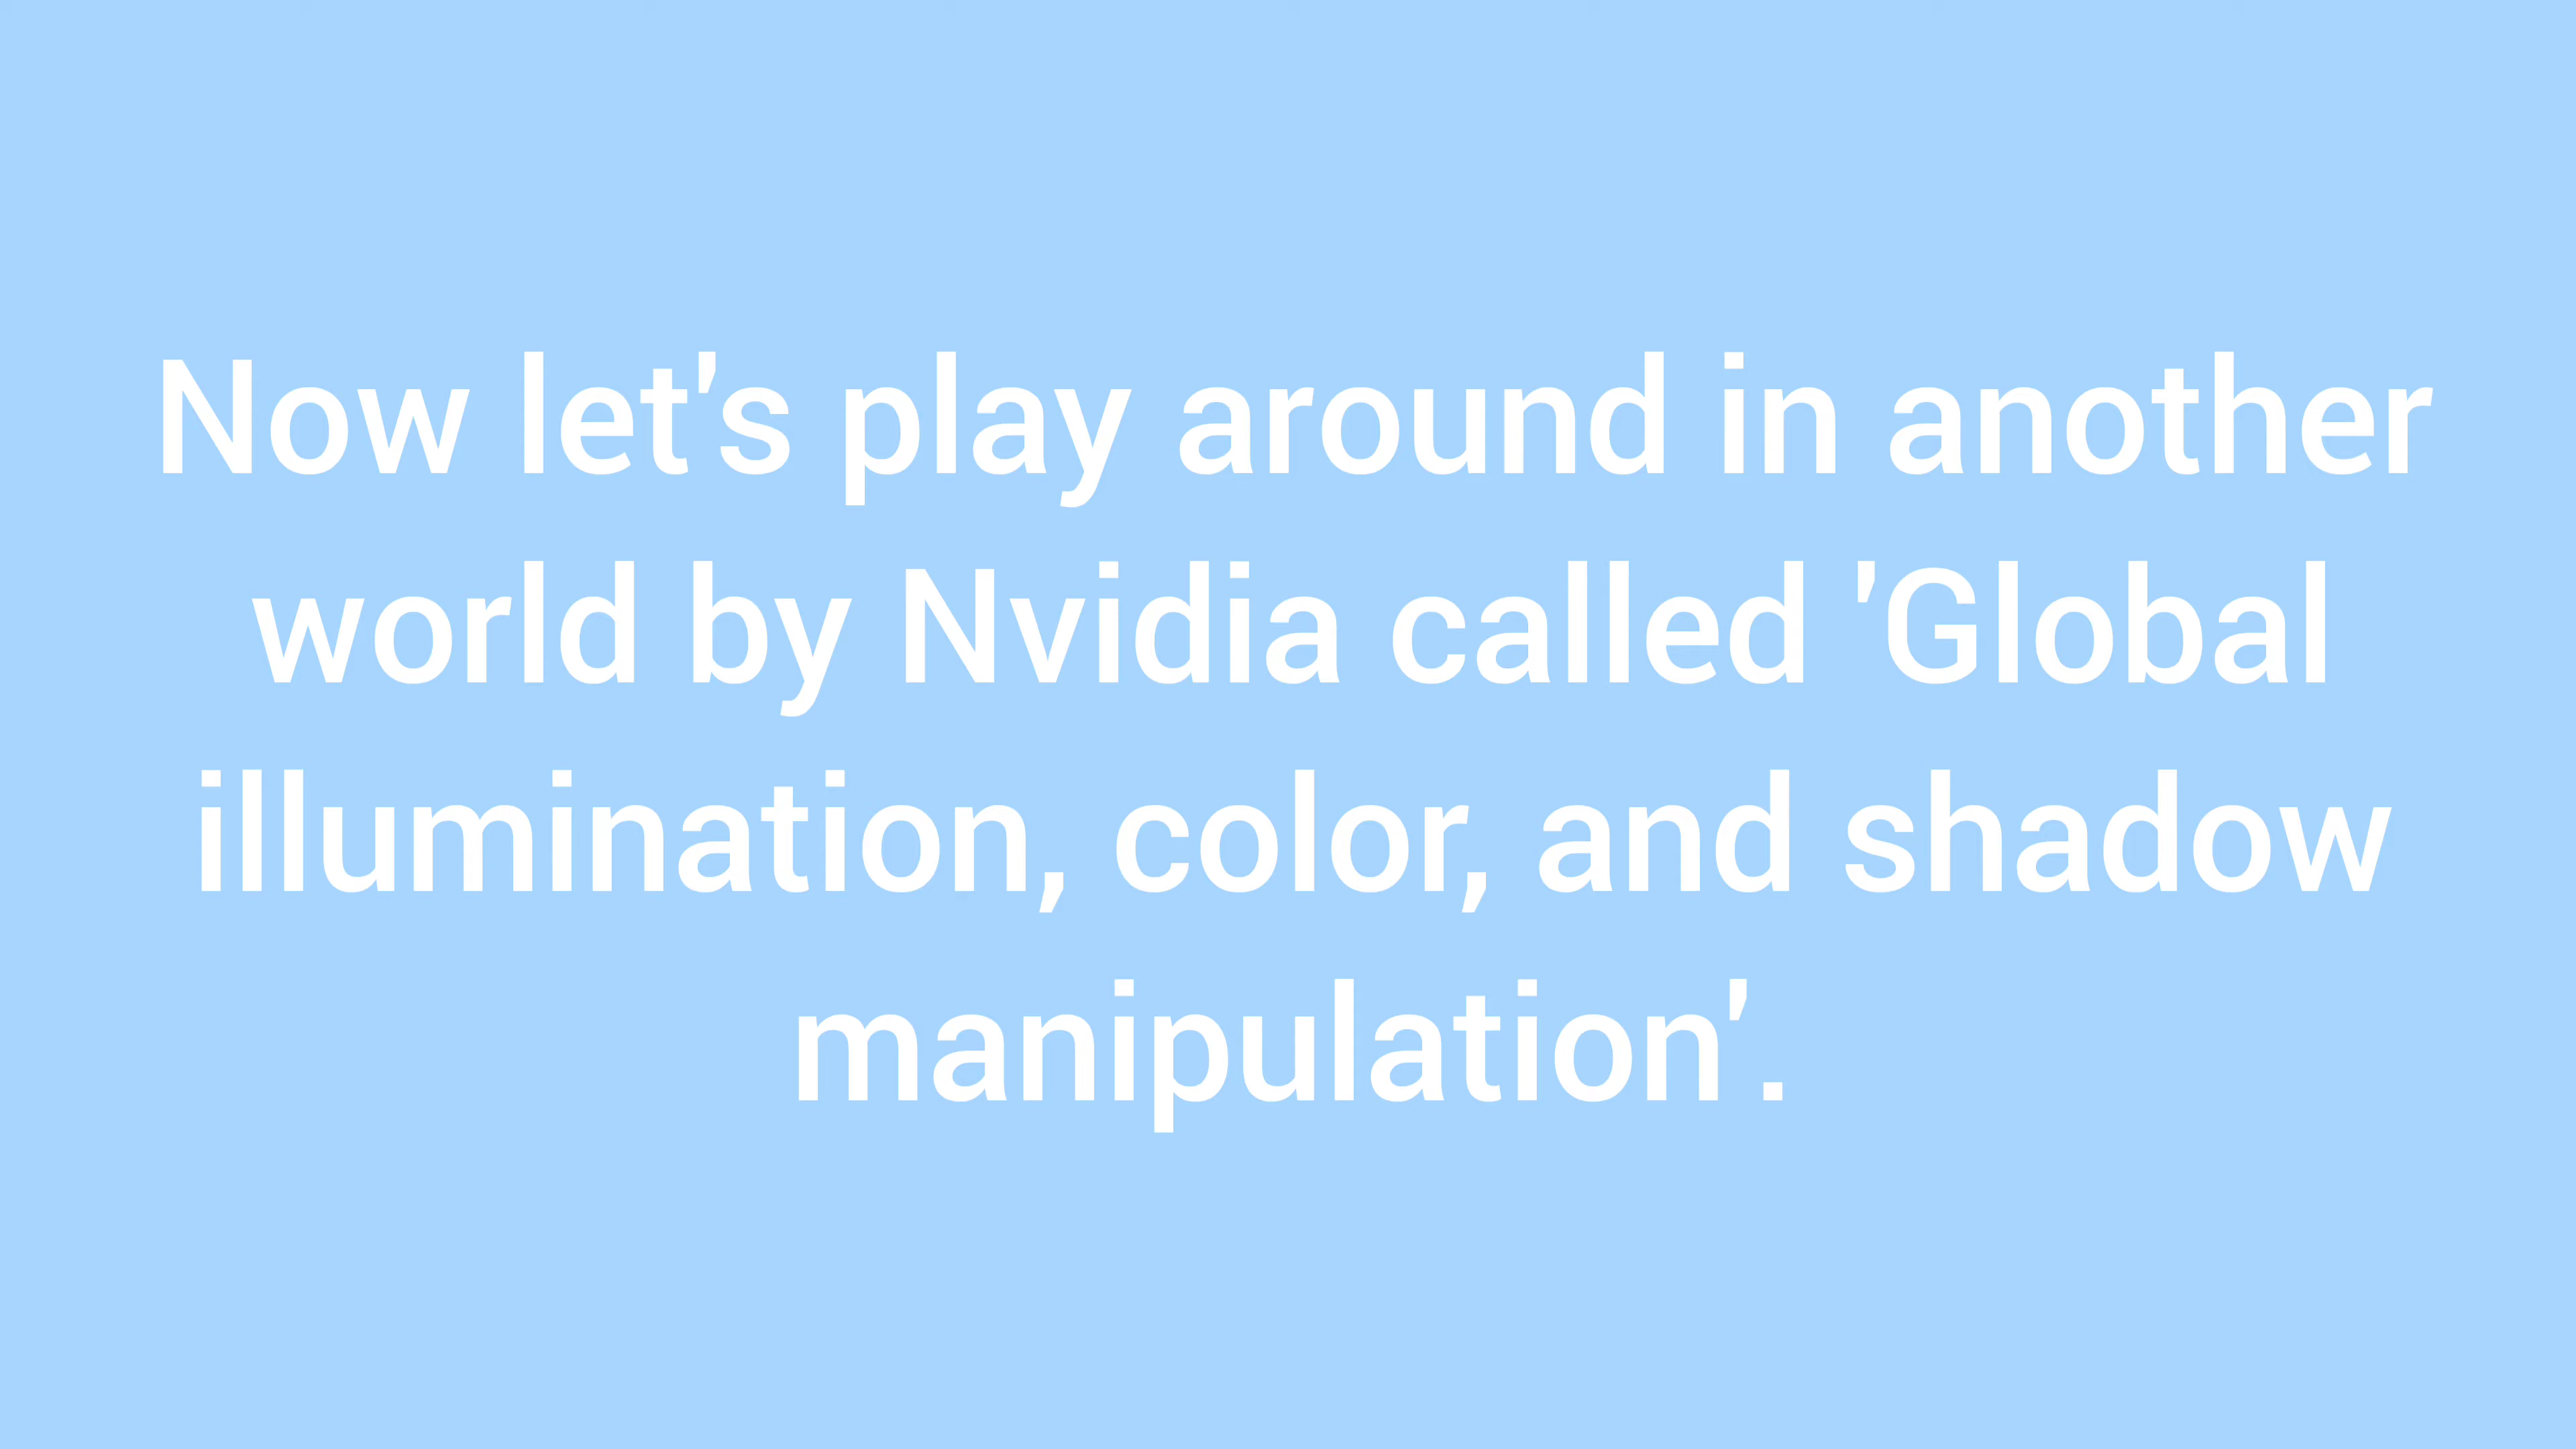 Now let's play around in another
world by Nvidia called 'Global
illumination, color, and shadow
manipulation'.